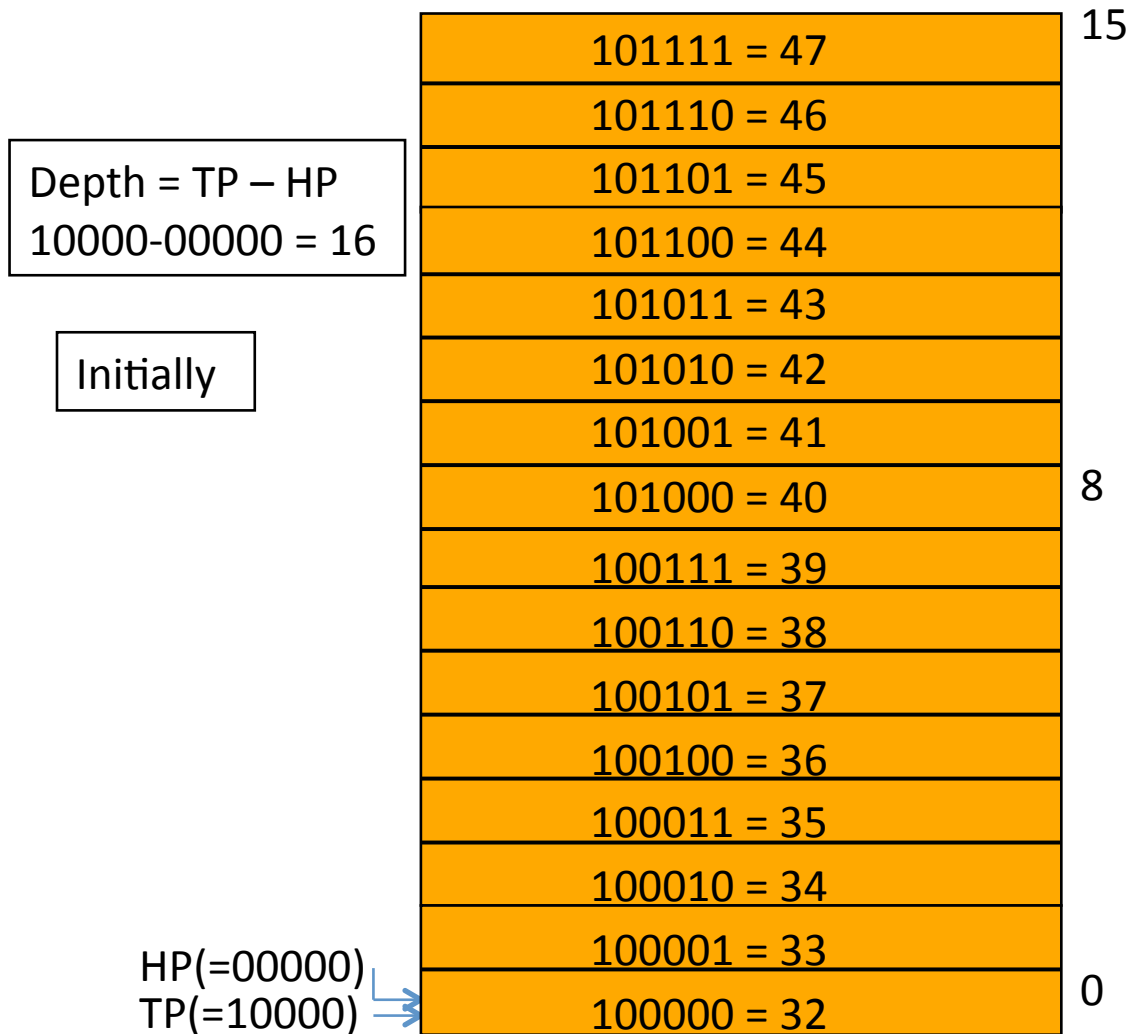 15
101111 = 47
101110 = 46
Depth = TP – HP
10000-00000 = 16
101101 = 45
101100 = 44
101011 = 43
Initially
101010 = 42
101001 = 41
101000 = 40
8
100111 = 39
100110 = 38
100101 = 37
100100 = 36
100011 = 35
100010 = 34
100001 = 33
HP(=00000)
TP(=10000)
100000 = 32
0